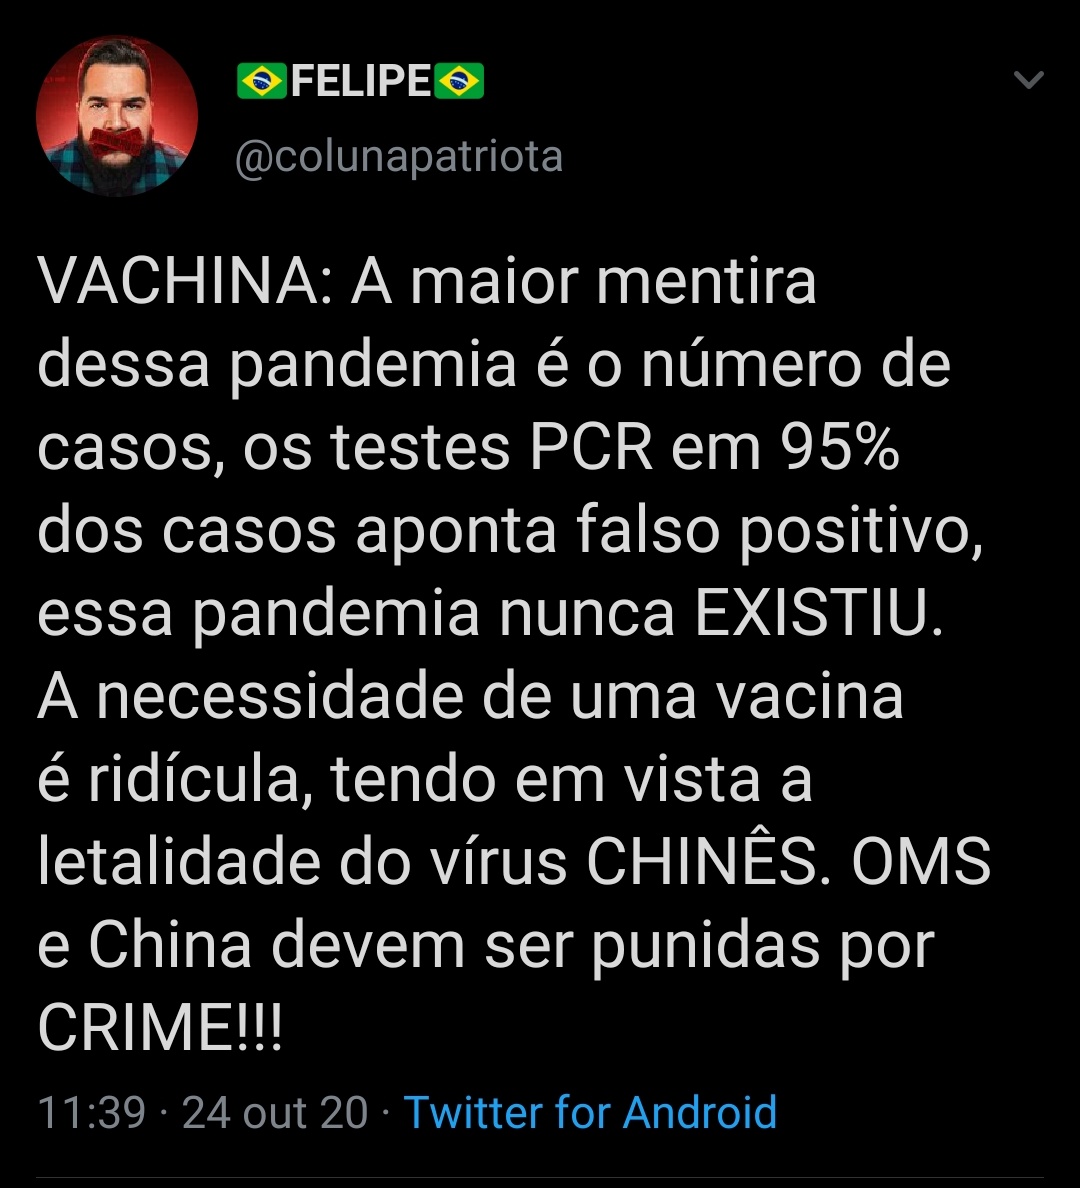 🇧🇷FELIPE🇧🇷
@colunapatriota
VACHINA: A maior mentira
dessa pandemia é o número de
casos, os testes PCR em 95%
dos casos aponta falso positivo,
essa pandemia nunca EXISTIU.
A necessidade de uma vacina
é ridícula, tendo em vista a
letalidade do vírus CHINÊS. OMS
e China devem ser punidas por
CRIME!!!
11:39 · 24 out 20 · Twitter for Android